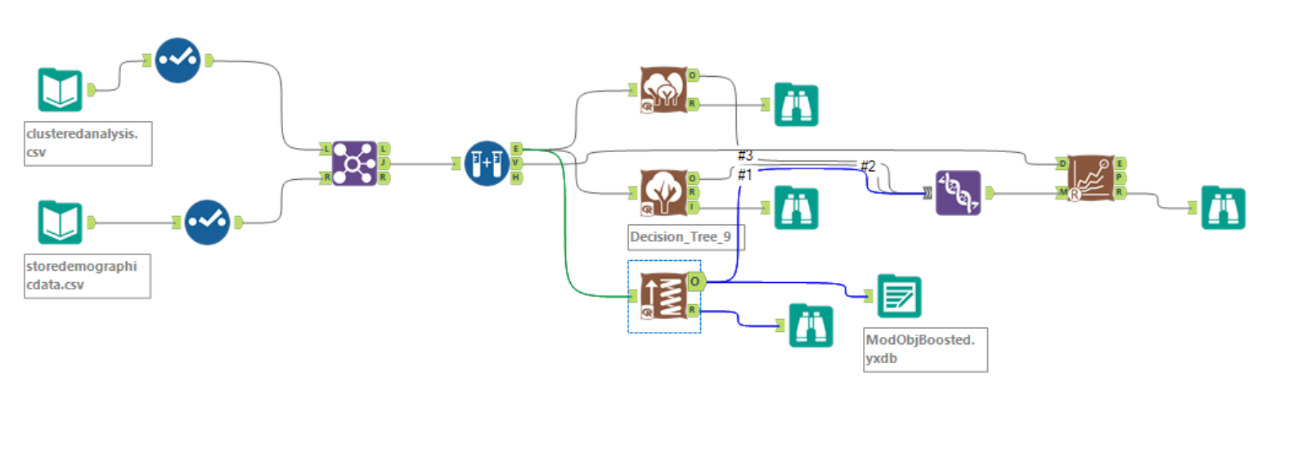 clusteredanalysis.
csv
storedemographi
cdata.csv
L
R
L
J
R
E
V
H
O
R
O
R
I
Decision_Tree_9
O
R
#3
#1
#2
D
M
R
E
P
R
ModObjBoosted.
yxdb